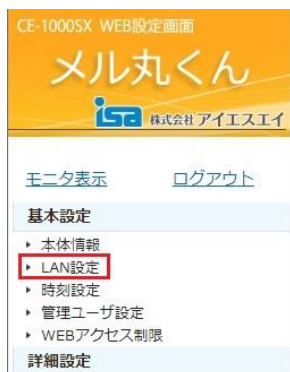 CE-1000SX WEB設定画面
メル丸くん
isa 株式会社 アイエスエイ
モニタ表示 ログアウト
基本設定
本体情報
LAN設定
時刻設定
管理ユーザ設定
WEBアクセス制限
詳細設定